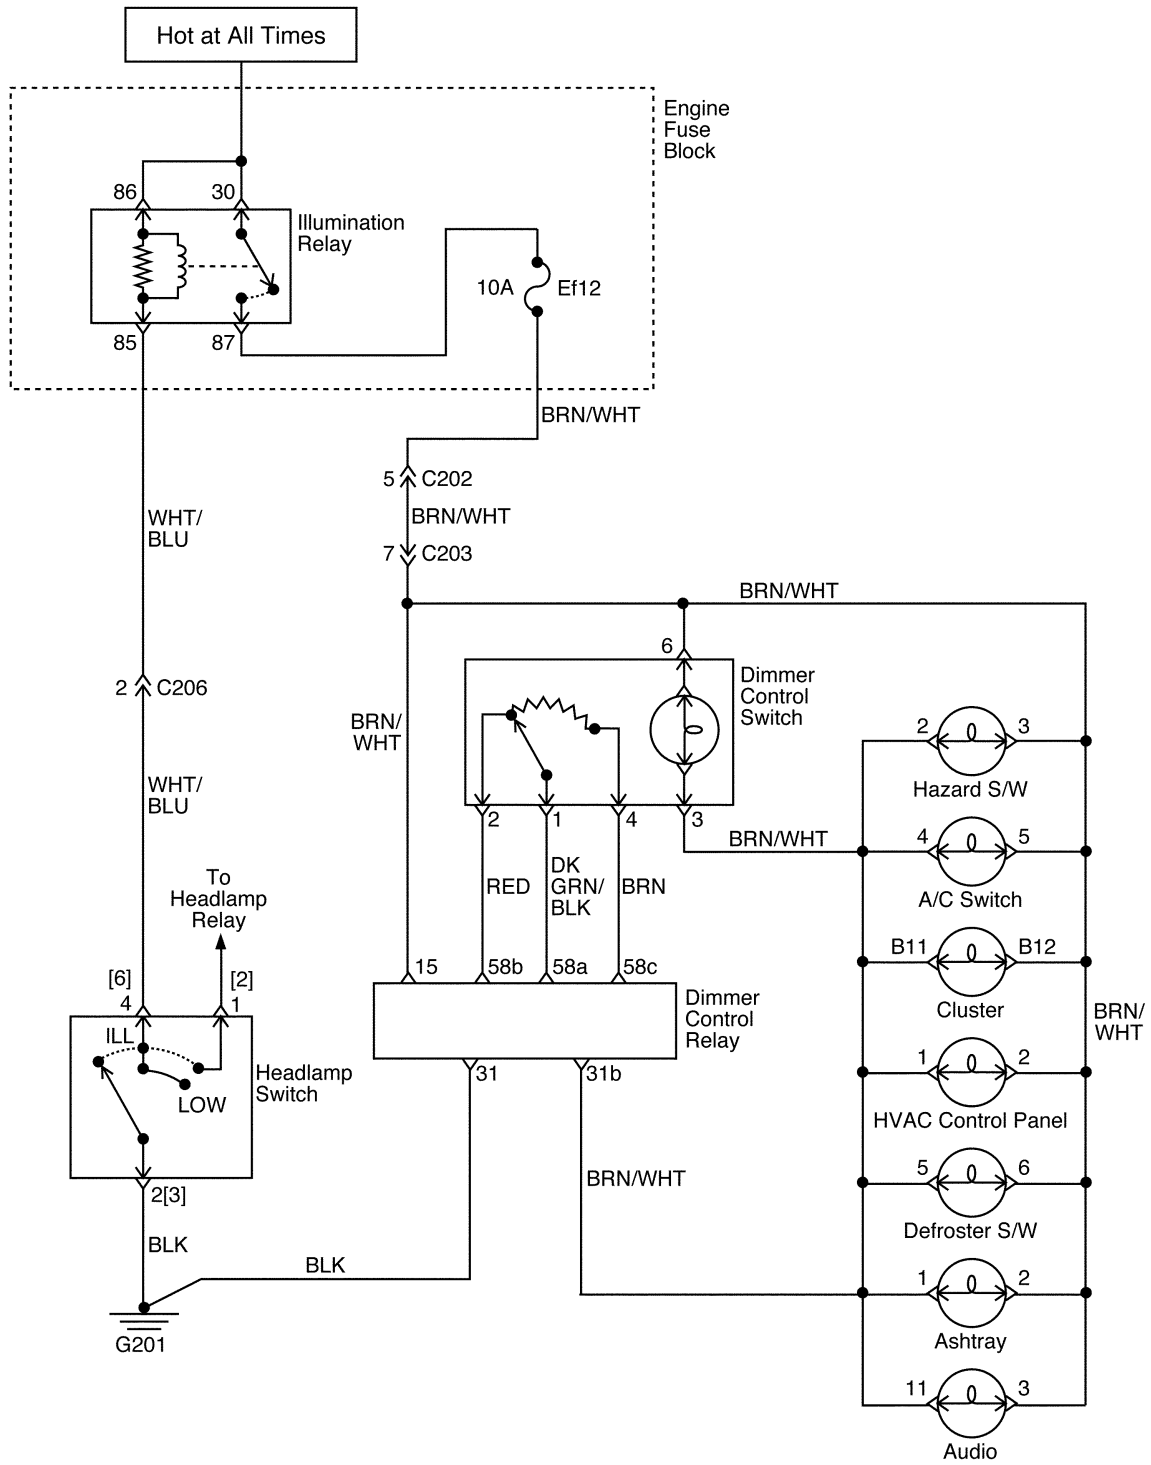 Hot at All Times
Engine
Fuse
Block
86
30
Illumination
Relay
10A
Ef12
85
87
BRN/WHT
5
C202
WHT/
BLU
BRN/WHT
7
C203
BRN/WHT
6
Dimmer
Control
Switch
2
C206
BRN/
WHT
2
3
Hazard S/W
WHT/
BLU
2
1
4
3
BRN/WHT
4
5
A/C Switch
To
Headlamp
Relay
RED
DK
GRN/
BLK
BRN
B11
B12
Cluster
[6]
[2]
4
1
15
58b
58a
58c
Dimmer
Control
Relay
BRN/
WHT
ILL
LOW
Headlamp
Switch
31
31b
1
2
HVAC Control Panel
2[3]
BRN/WHT
5
6
Defroster S/W
BLK
BLK
1
2
Ashtray
G201
11
3
Audio